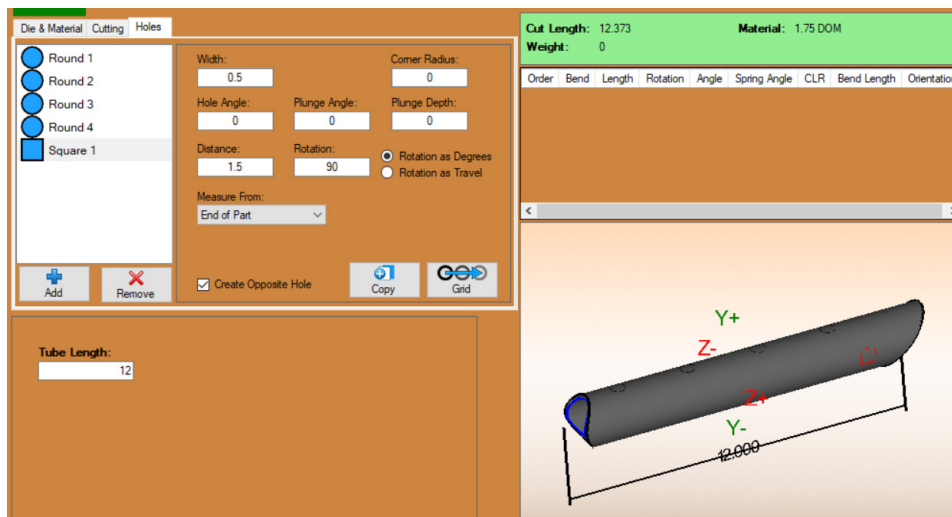 Die & Material Cutting Holes
Round 1
Round 2
Round 3
Round 4
Square 1
Add
Remove
Width: Corner Radius:
0.5 0
Hole Angle: Plunge Angle: Plunge Depth:
0 0 0
Distance: Rotation:
1.5 90
Rotation as Degrees
Rotation as Travel
Measure From:
End of Part
Create Opposite Hole
Copy
Grid
Tube Length:
12
Cut Length: 12.373 Material: 1.75 DOM
Weight: 0
Order Bend Length Rotation Angle Spring Angle CLR Bend Length Orientation
Y+
Z-
Z+
Y-
12.000